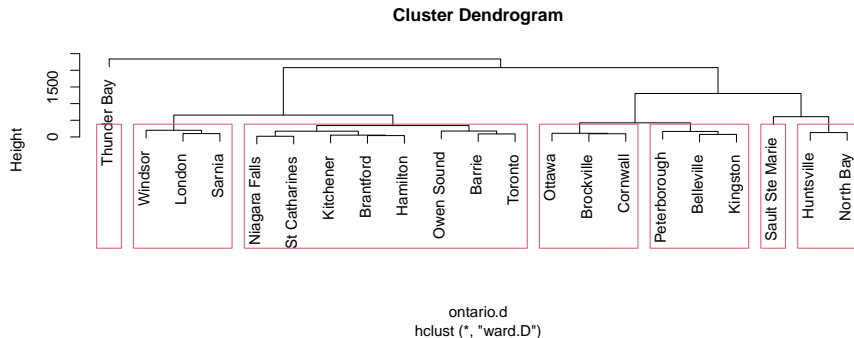 Cluster Dendrogram
Height
0
1500
Thunder Bay
Windsor
London
Sarnia
Niagara Falls
St Catharines
Kitchener
Brantford
Hamilton
Owen Sound
Barrie
Toronto
Ottawa
Brockville
Cornwall
Peterborough
Belleville
Kingston
Sault Ste Marie
Huntsville
North Bay
ontario.d
hclust (*, "ward.D")